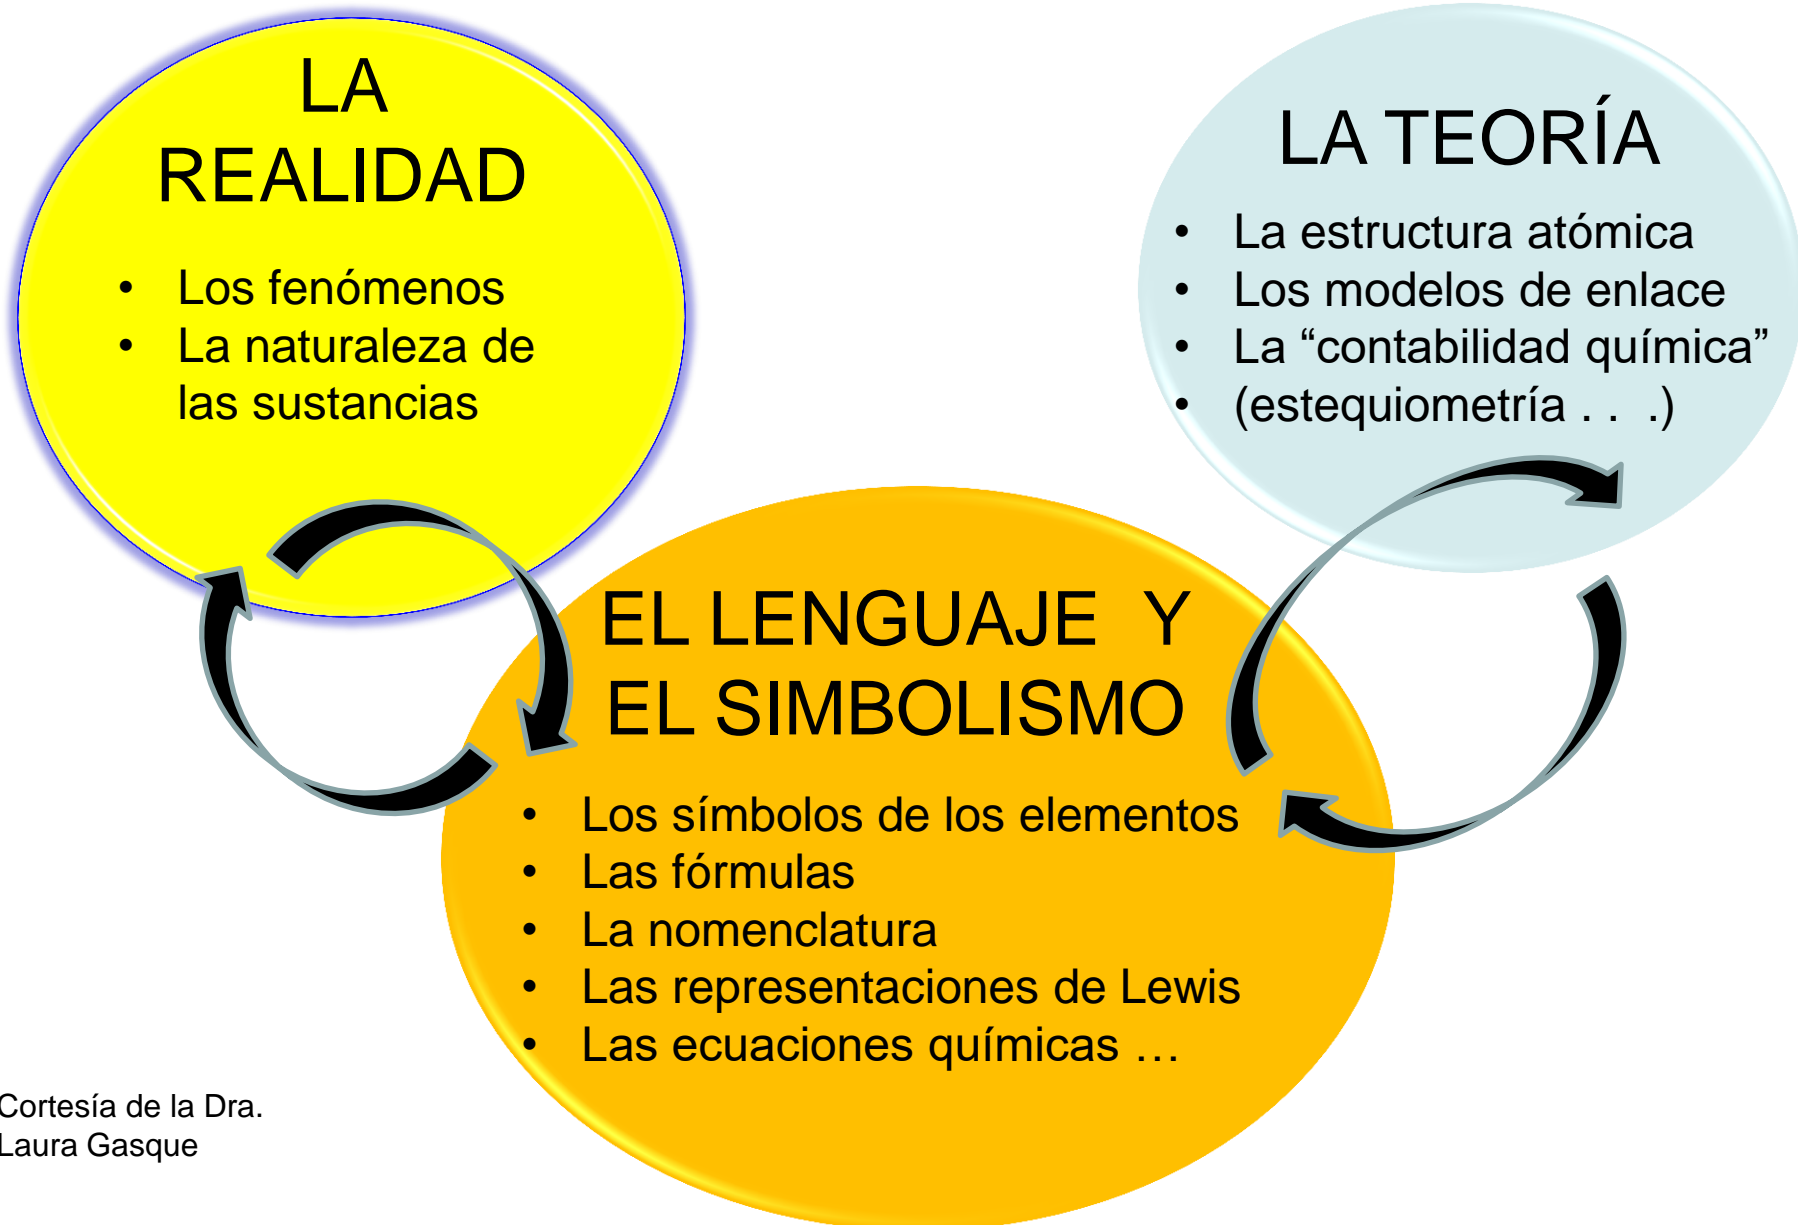 LA
REALIDAD
• Los fenómenos
• La naturaleza de
las sustancias
LA TEORÍA
• La estructura atómica
• Los modelos de enlace
• La “contabilidad química”
• (estequiometría . . .)
EL LENGUAJE Y
EL SIMBOLISMO
• Los símbolos de los elementos
• Las fórmulas
• La nomenclatura
• Las representaciones de Lewis
• Las ecuaciones químicas …
Cortesía de la Dra.
Laura Gasque